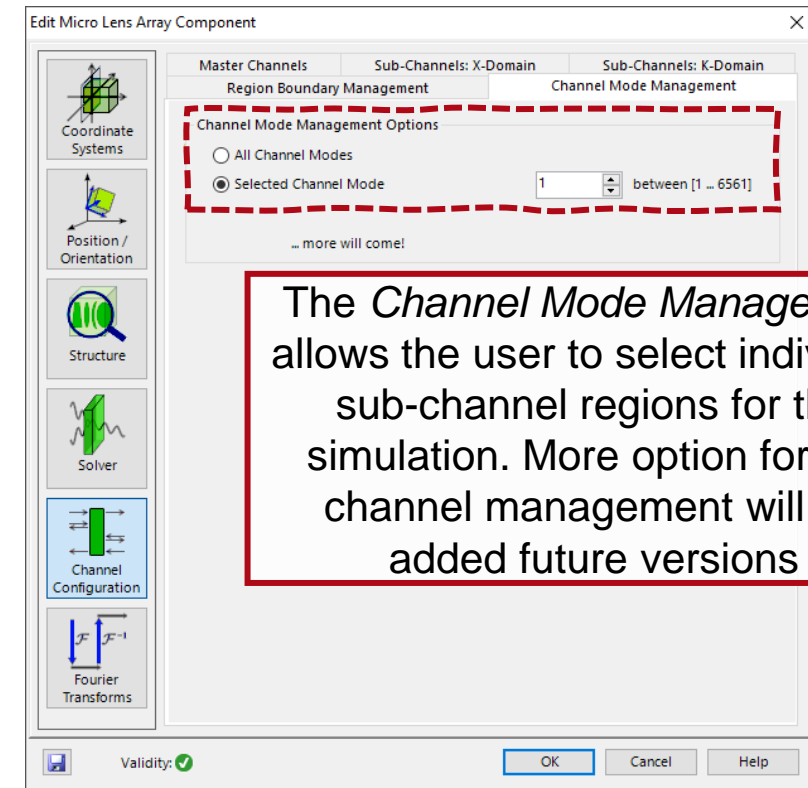 Edit Micro Lens Array Component
Master Channels Sub-Channels: X-Domain Sub-Channels: K-Domain
Region Boundary Management Channel Mode Management
Coordinate
Systems
Position /
Orientation
Structure
Solver
Channel
Configuration
F F-1
Fourier
Transforms
Channel Mode Management Options
All Channel Modes
Selected Channel Mode 1 between [1 ... 6561]
... more will come!
The Channel Mode Manage
allows the user to select indi
sub-channel regions for t
simulation. More option for
channel management will
added future versions
Validity:
OK Cancel Help